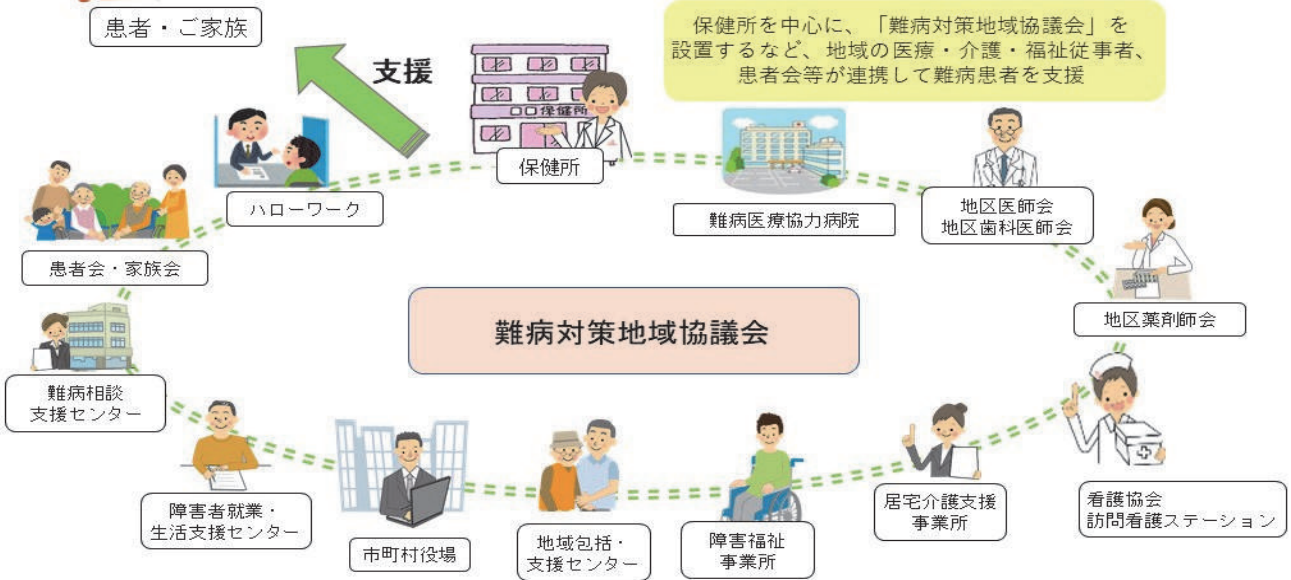 患者・ご家族
支援
保健所を中心に、「難病対策地域協議会」を
設置するなど、地域の医療・介護・福祉従事者、
患者会等が連携して難病患者を支援
口口保健所
保健所
ハローワーク
難病医療協力病院
地区医師会
地区歯科医師会
患者会・家族会
地区薬剤師会
難病対策地域協議会
難病相談
支援センター
障害者就業・
生活支援センター
市町村役場
地域包括・
支援センター
障害福祉
事業所
居宅介護支援
事業所
看護協会
訪問看護ステーション